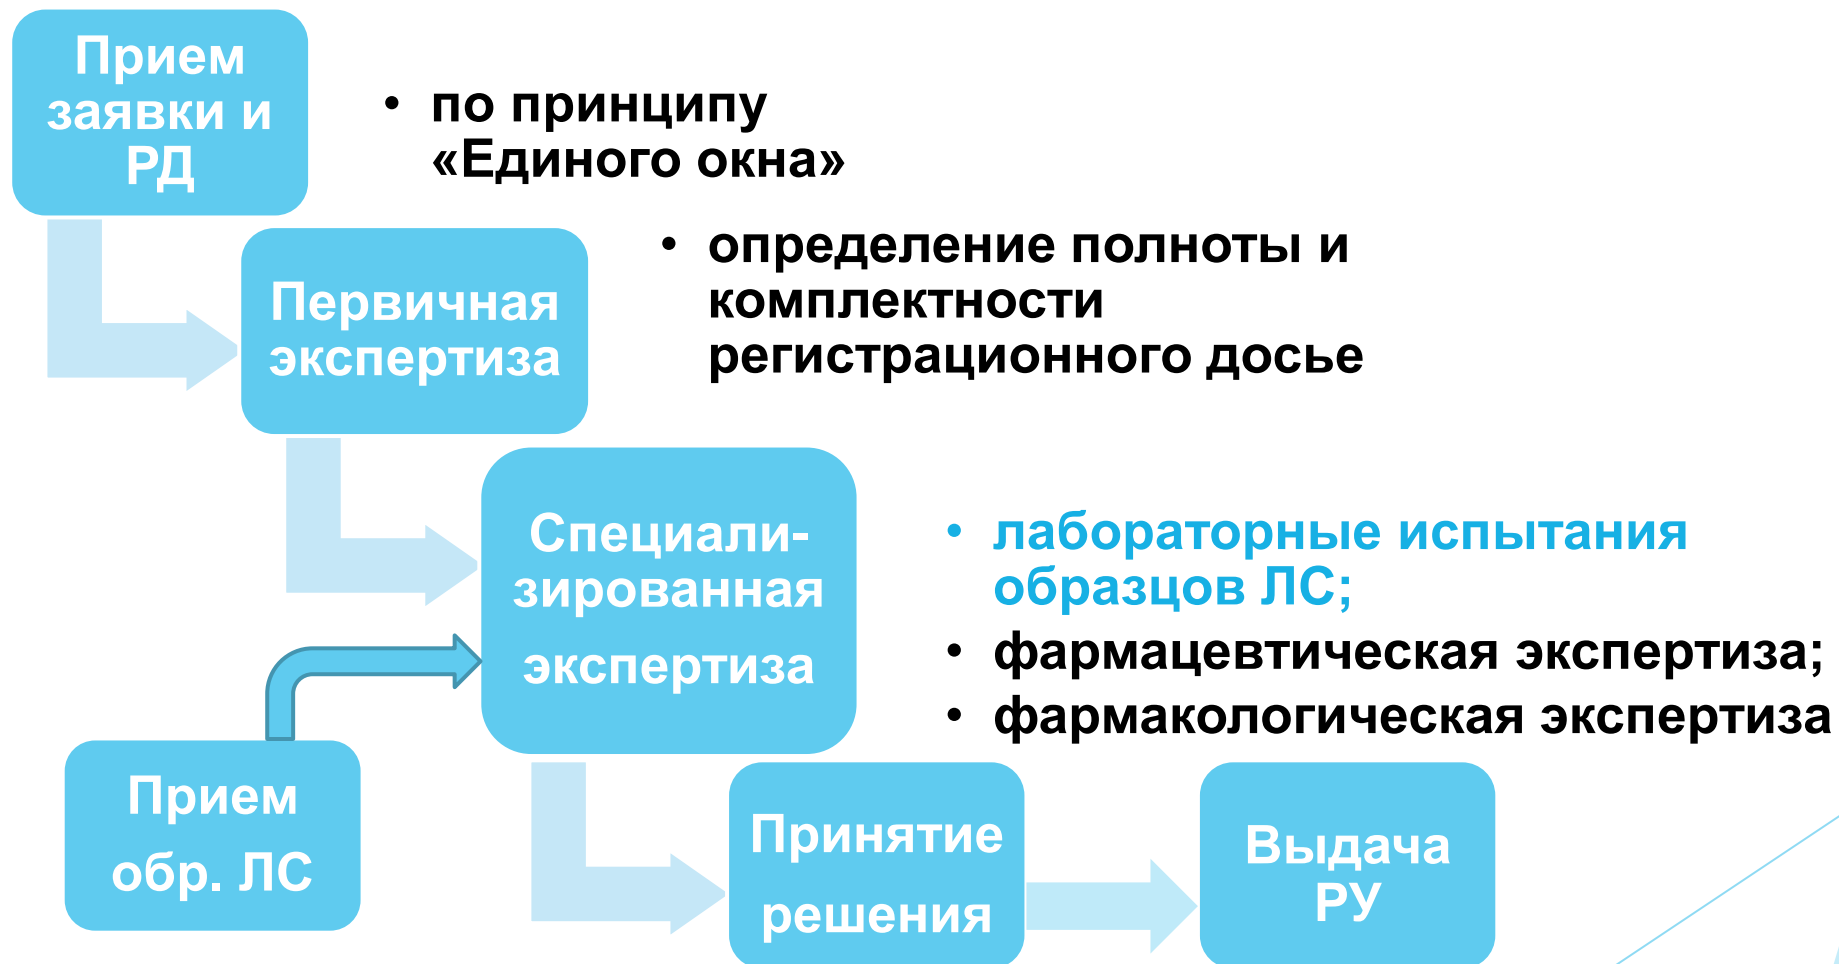 Прием
заявки и
РД
• по принципу
«Единого окна»
Первичная
экспертиза
• определение полноты и
комплектности
регистрационного досье
Специали-
зированная
экспертиза
• лабораторные испытания
образцов ЛС;
• фармацевтическая экспертиза;
• фармакологическая экспертиза
Прием
обр. ЛС
Принятие
решения
Выдача
РУ